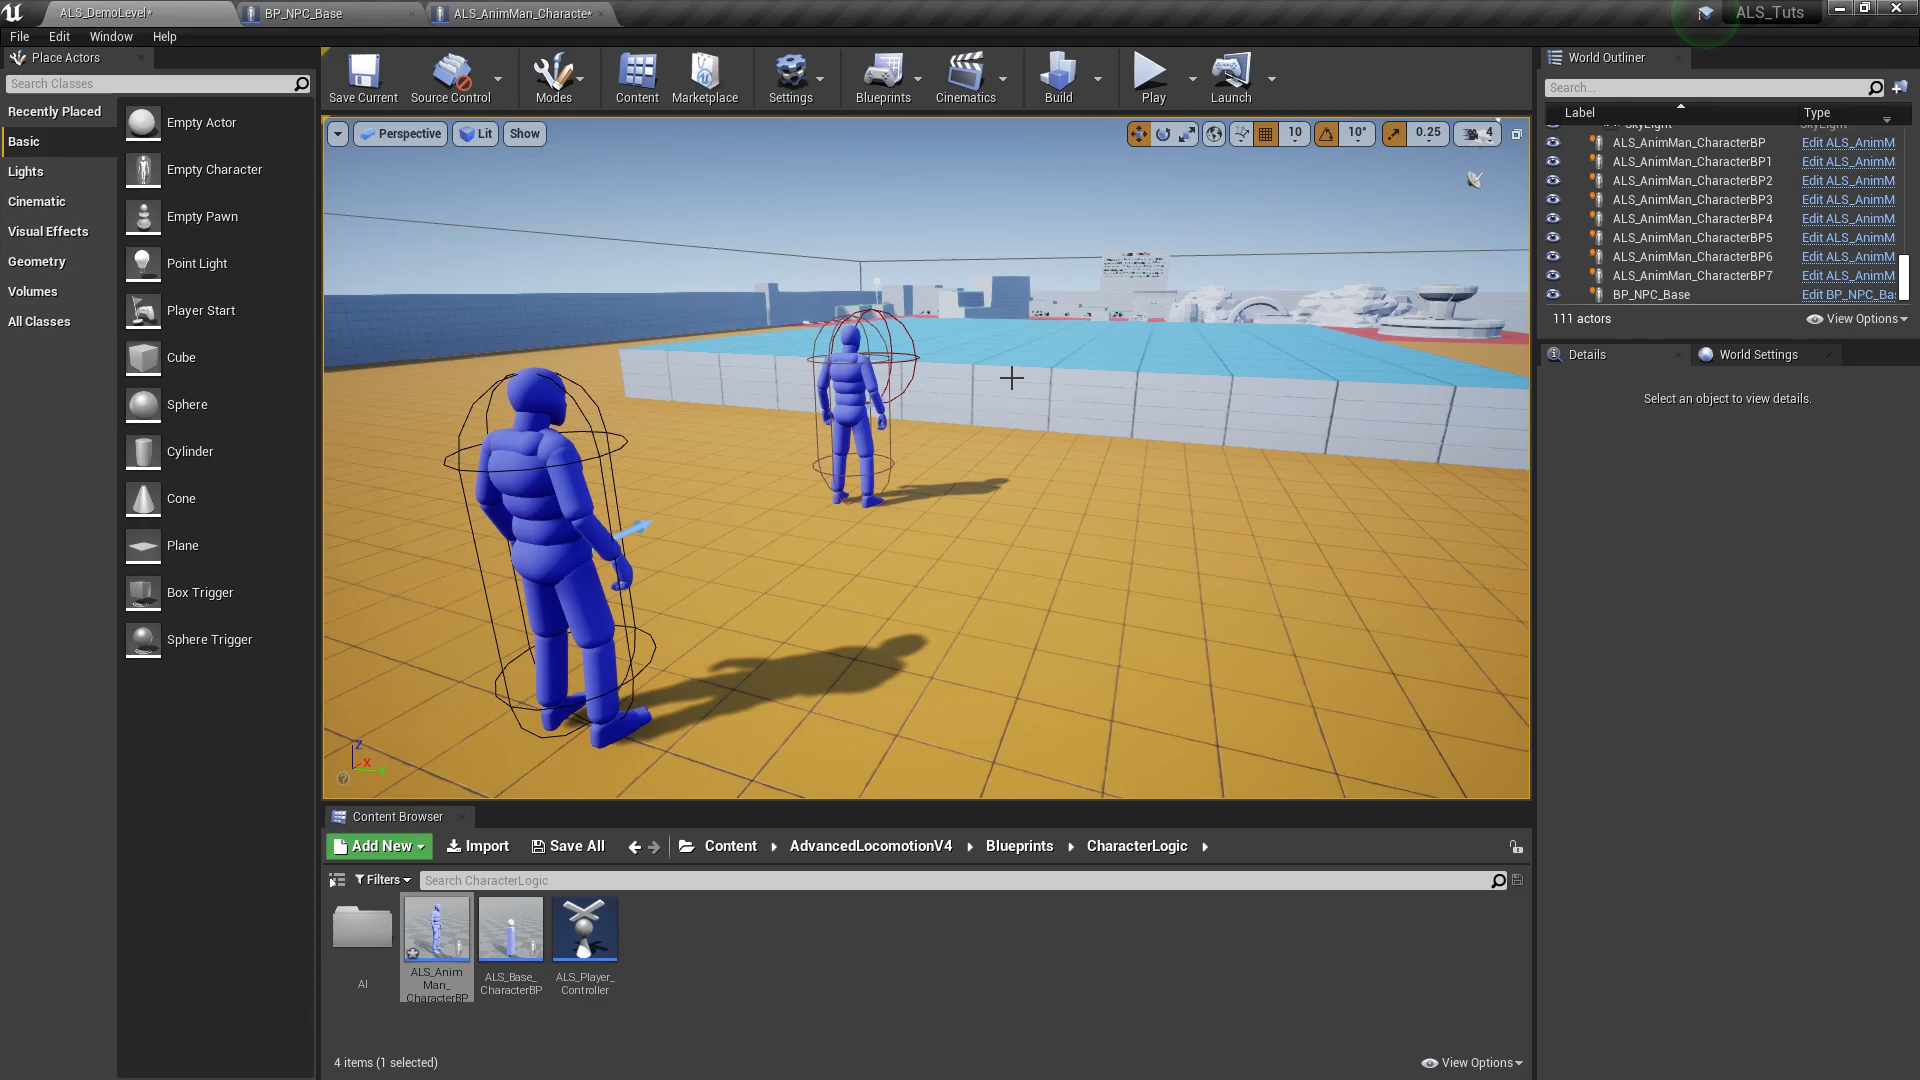 ALS_DemoLevel*
BP_NPC_Base
ALS_AnimMan_Characte*
ALS_Tuts
File
Edit
Window
Help
Place Actors
Search Classes
Recently Placed
Basic
Lights
Cinematic
Visual Effects
Geometry
Volumes
All Classes
Empty Actor
Empty Character
Empty Pawn
Point Light
Player Start
Cube
Sphere
Cylinder
Cone
Plane
Box Trigger
Sphere Trigger
Save Current
Source Control
Modes
Content
Marketplace
Settings
Blueprints
Cinematics
Build
Play
Launch
Perspective
Lit
Show
10
10°
0.25
4
Z
X
Y
World Outliner
Search...
Label
Type
SkyLight
SkyLight
ALS_AnimMan_CharacterBP
Edit ALS_AnimM
ALS_AnimMan_CharacterBP1
Edit ALS_AnimM
ALS_AnimMan_CharacterBP2
Edit ALS_AnimM
ALS_AnimMan_CharacterBP3
Edit ALS_AnimM
ALS_AnimMan_CharacterBP4
Edit ALS_AnimM
ALS_AnimMan_CharacterBP5
Edit ALS_AnimM
ALS_AnimMan_CharacterBP6
Edit ALS_AnimM
ALS_AnimMan_CharacterBP7
Edit ALS_AnimM
BP_NPC_Base
Edit BP_NPC_Ba
111 actors
View Options
Details
World Settings
Select an object to view details.
Content Browser
Add New
Import
Save All
Content
AdvancedLocomotionV4
Blueprints
CharacterLogic
Filters
Search CharacterLogic
AI
ALS_Anim
Man_
CharacterBP
ALS_Base_
CharacterBP
ALS_Player_
Controller
4 items (1 selected)
View Options